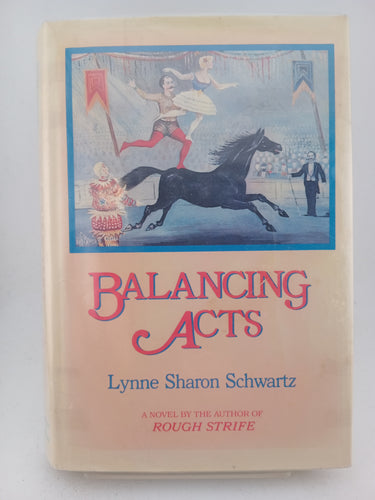 BALANCING
ACTS
Lynne Sharon Schwartz
A NOVEL BY THE AUTHOR OF
ROUGH STRIFE